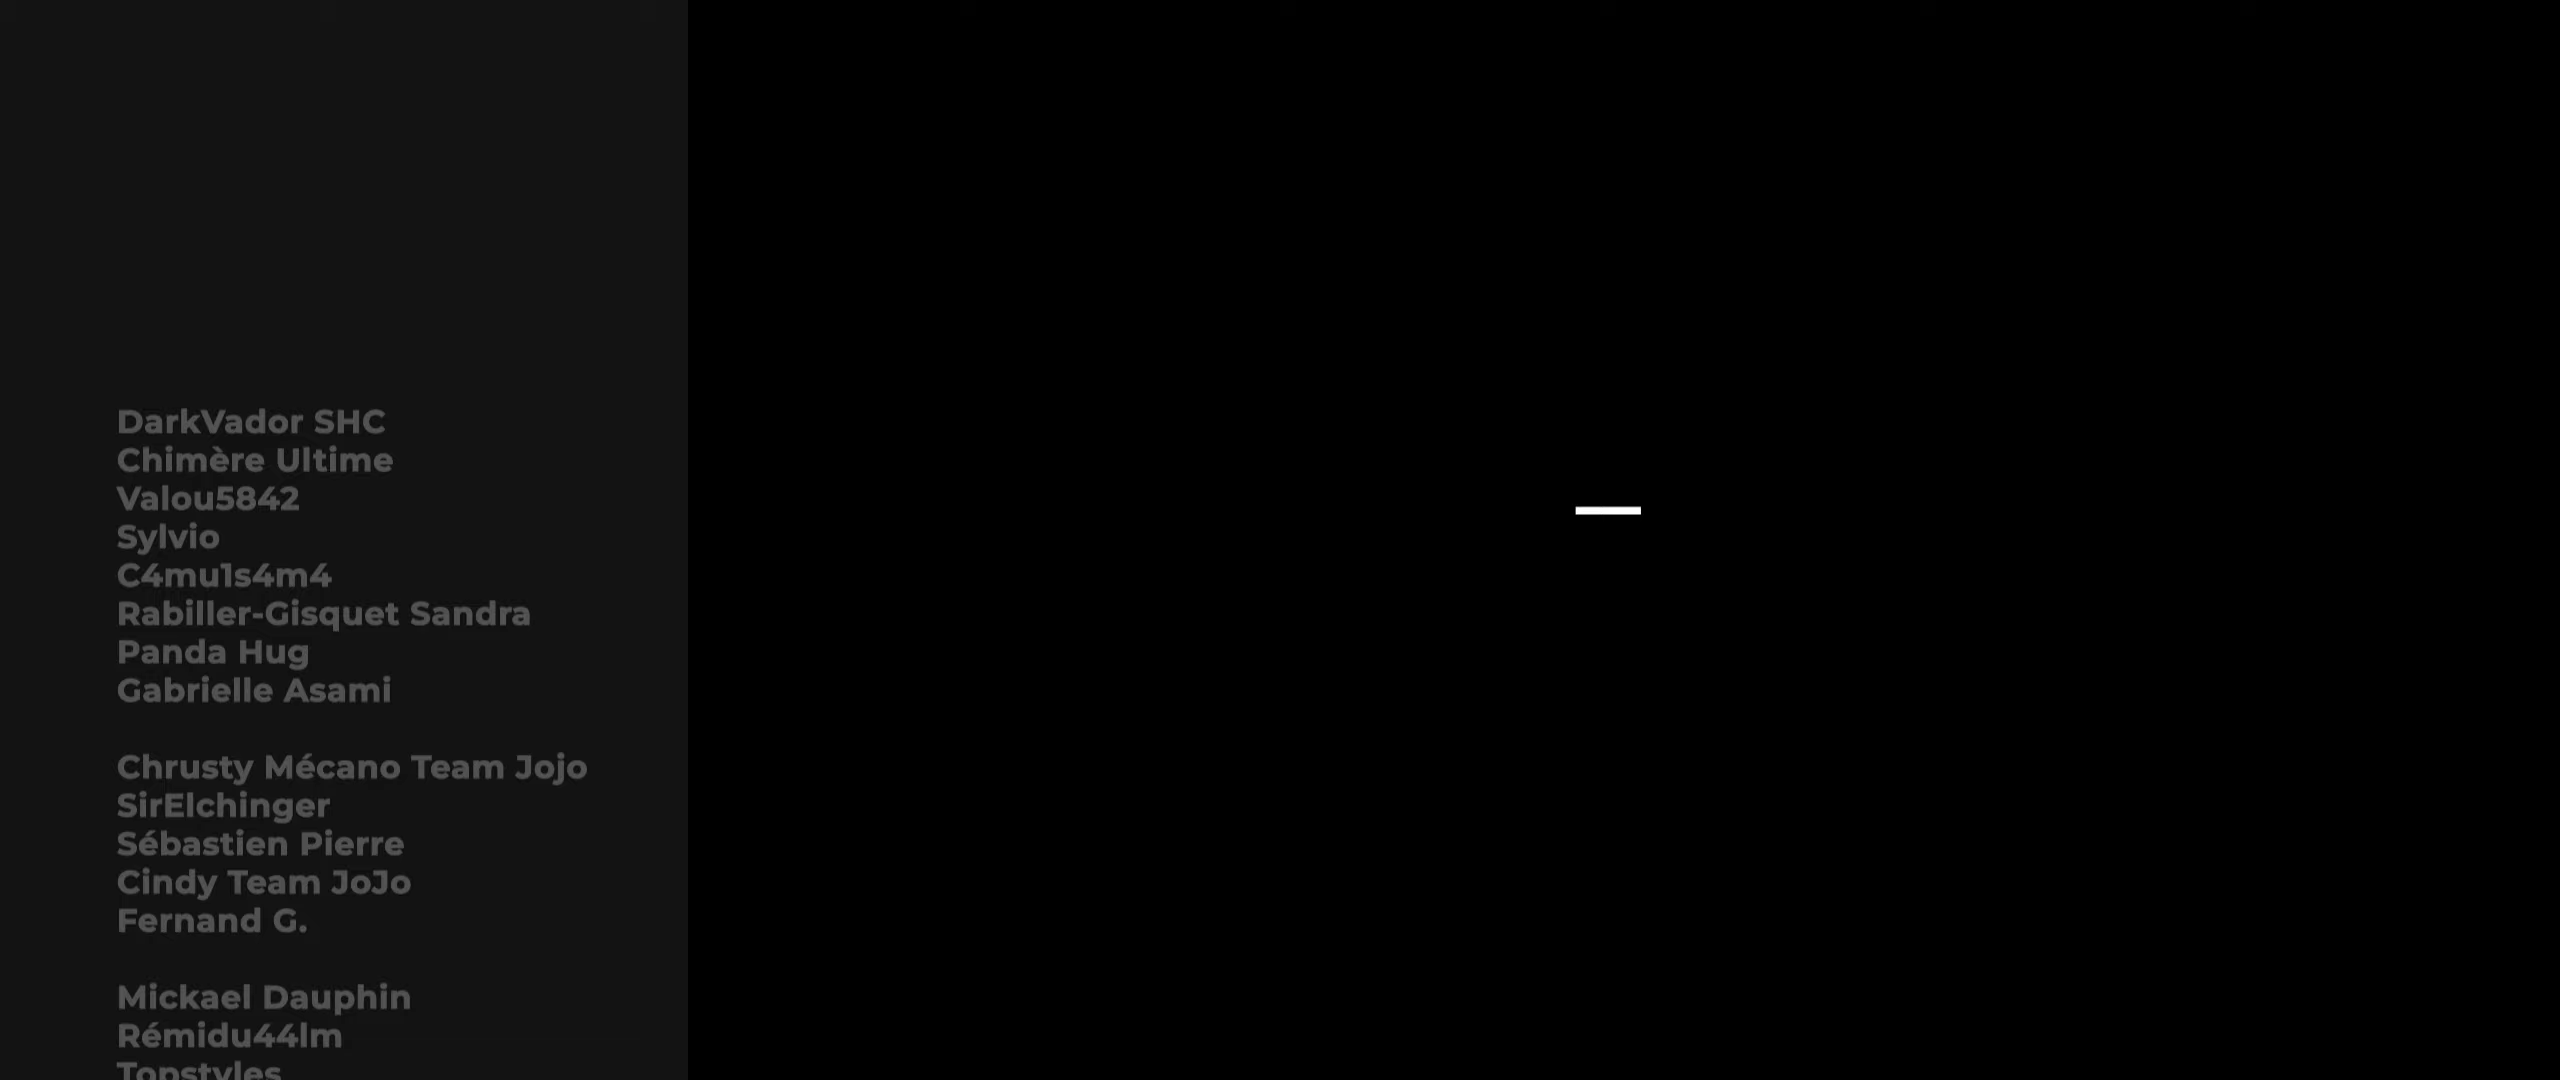 DarkVador SHC
Chimère Ultime
Valou5842
Sylvio
C4mu1s4m4
Rabiller-Gisquet Sandra
Panda Hug
Gabrielle Asami
Chrusty Mécano Team Jojo
SirElchinger
Sébastien Pierre
Cindy Team JoJo
Fernand G.
Mickael Dauphin
Rémidu44lm
Topstyles